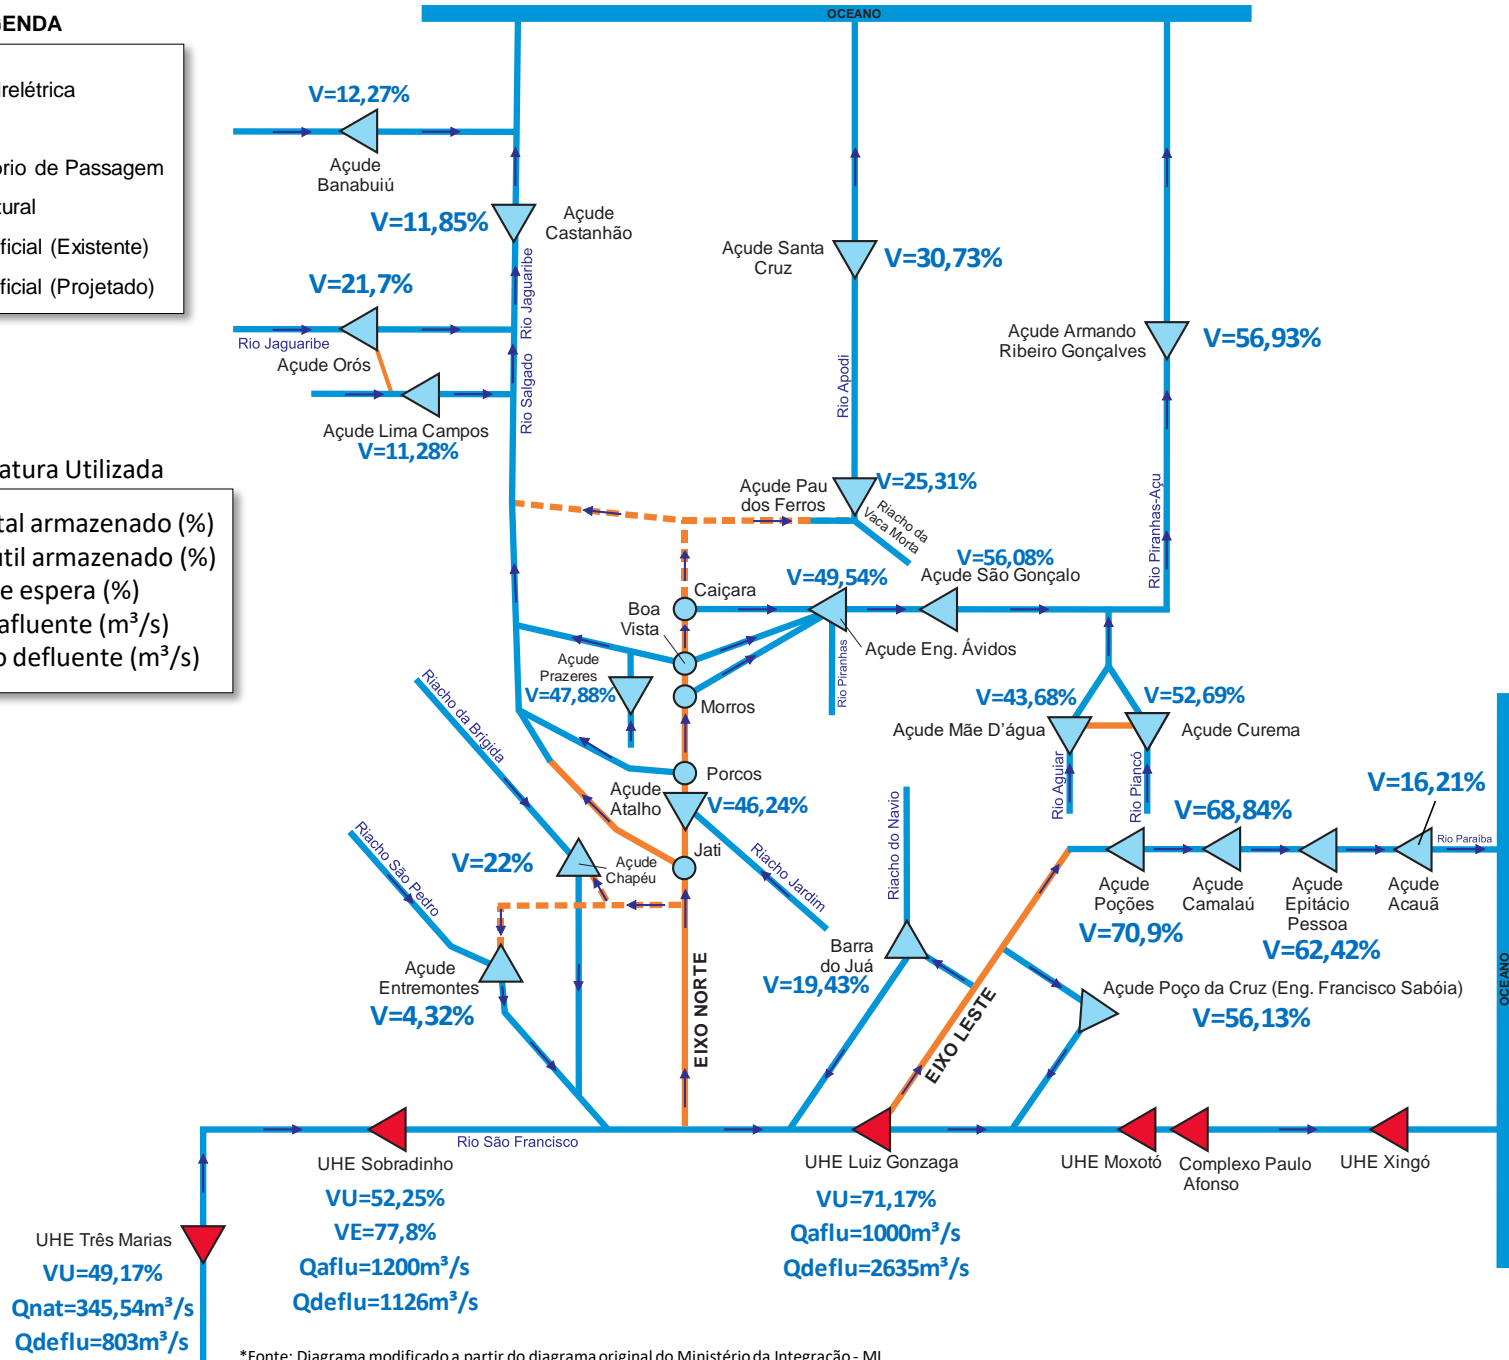 OCEANO
GENDA
drelétrica
ório de Passagem
tural
ificial (Existente)
ificial (Projetado)
V=12,27%
Açude
Banabuiú
V=11,85%
Açude
Castanhão
Rio Jaguaribe
V=21,7%
Rio Jaguaribe
Açude Orós
Rio Salgado
Açude Lima Campos
V=11,28%
Açude Santa
Cruz
V=30,73%
Rio Apodi
Açude Armando
Ribeiro Gonçalves
V=56,93%
Rio Piranhas-Açu
atura Utilizada
tal armazenado (%)
útil armazenado (%)
e espera (%)
afluente (m³/s)
o defluente (m³/s)
Açude Pau
dos Ferros
V=25,31%
Riacho da
Vaca Morta
V=56,08%
Açude São Gonçalo
V=49,54%
Caiçara
Boa
Vista
Açude Eng. Ávidos
Rio Piranhas
Açude
Prazeres
V=47,88%
Morros
Riacho da Brigida
Porcos
Açude
Atalho
V=46,24%
V=43,68%
Açude Mãe D'água
V=52,69%
Açude Curema
Rio Aguiar
Rio Piancó
V=16,21%
V=68,84%
Rio Paraíba
Açude
Poções
V=70,9%
Açude
Camalaú
Açude
Epitácio
Pessoa
V=62,42%
Açude
Acauã
Jati
Riacho Jardim
Riacho do Navio
V=22%
Açude
Chapéu
Riacho São Pedro
Açude
Entremontes
V=4,32%
EIXO NORTE
Barra
do Juá
V=19,43%
EIXO LESTE
Açude Poço da Cruz (Eng. Francisco Sabóia)
V=56,13%
OCEANO
Rio São Francisco
UHE Sobradinho
VU=52,25%
VE=77,8%
Qaflu=1200m³/s
Qdeflu=1126m³/s
UHE Luiz Gonzaga
VU=71,17%
Qaflu=1000m³/s
Qdeflu=2635m³/s
UHE Moxotó
Complexo Paulo
Afonso
UHE Xingó
UHE Três Marias
VU=49,17%
Qnat=345,54m³/s
Qdeflu=803m³/s
*Fonte: Diagrama modificado a partir do diagrama original do Ministério da Integração - MI